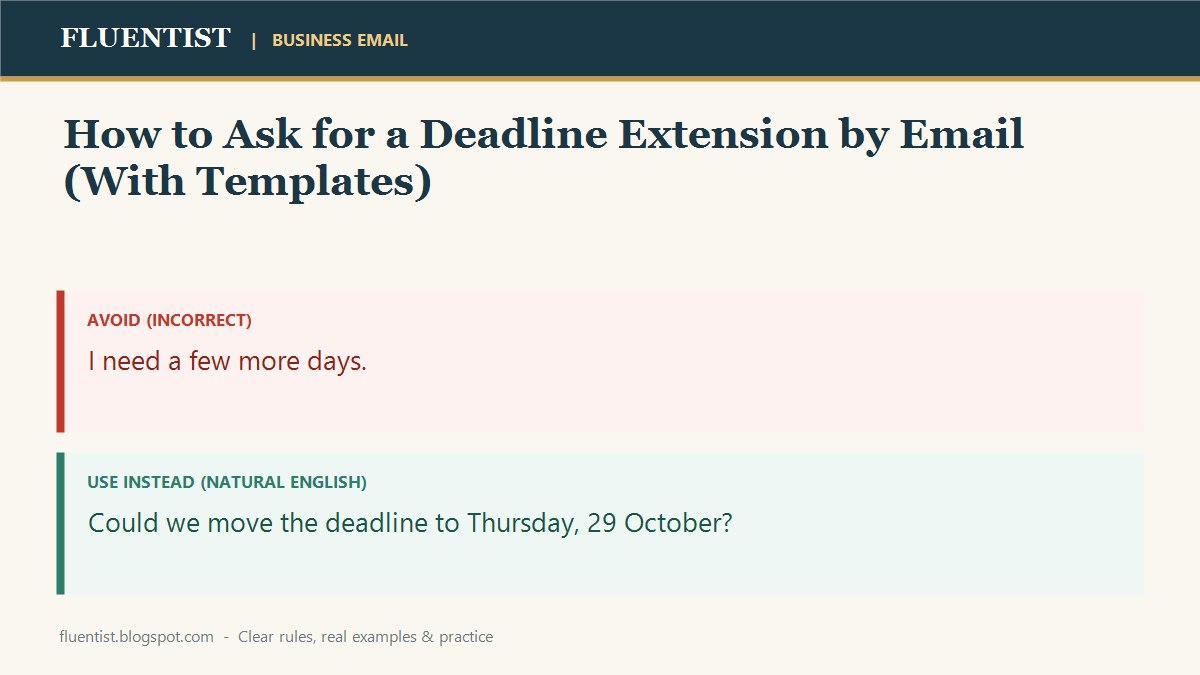 FLUENTIST | BUSINESS EMAIL
How to Ask for a Deadline Extension by Email
(With Templates)
AVOID (INCORRECT)
I need a few more days.
USE INSTEAD (NATURAL ENGLISH)
Could we move the deadline to Thursday, 29 October?
fluentist.blogspot.com - Clear rules, real examples & practice